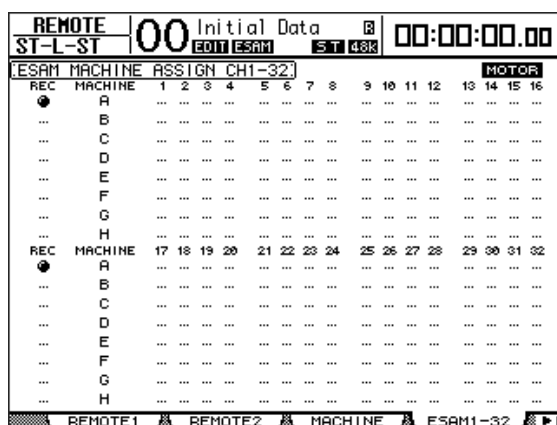 REMOTE 00 Initial Data 00:00:00.00
ST-L-ST EDIT ESAM ST 48k
ESAM MACHINE ASSIGN CH1-32 MOTOR
REC MACHINE 1 2 3 4 5 6 7 8 9 10 11 12 13 14 15 16
A
B
C
D
E
F
G
H
REC MACHINE 17 18 19 20 21 22 23 24 25 26 27 28 29 30 31 32
A
B
C
D
E
F
G
H
REMOTE1 REMOTE2 MACHINE ESAM1-32